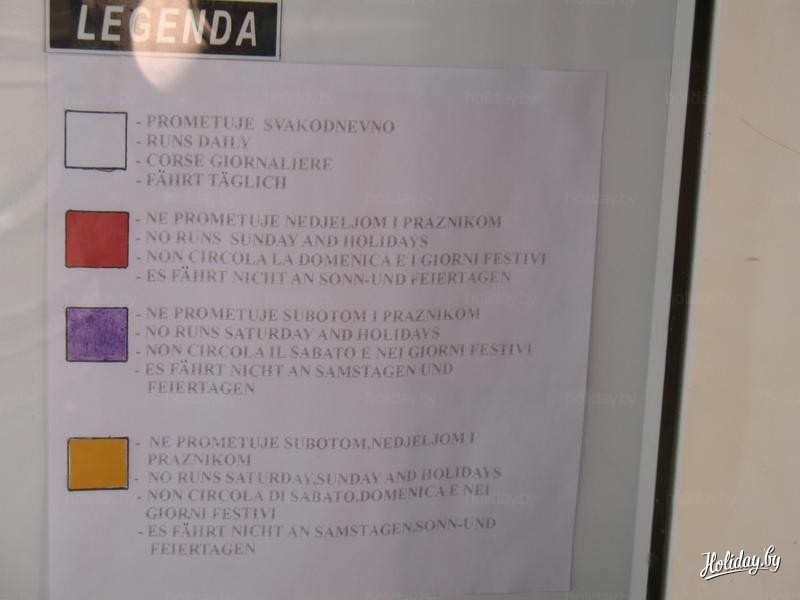 LEGENDA
- PROMETUJE SVAKODNEVNO
- RUNS DAILY
- CORSE GIORNALIERE
- FÄHRT TÄGLICH
- NE PROMETUJE NEDJELJOM I PRAZNIKOM
- NO RUNS SUNDAY AND HOLIDAYS
- NON CIRCOLA LA DOMENICA E I GIORNI FESTIVI
- ES FÄHRT NICHT AN SONN-UND FEIERTAGEN
- NE PROMETUJE SUBOTOM I PRAZNIKOM
- NO RUNS SATURDAY AND HOLIDAYS
- NON CIRCOLA IL SABATO E NEI GIORNI FESTIVI
- ES FÄHRT NICHT AN SAMSTAGEN UND
FEIERTAGEN
- NE PROMETUJE SUBOTOM,NEDJELJOM I
PRAZNIKOM
- NO RUNS SATURDAY,SUNDAY AND HOLIDAYS
- NON CIRCOLA DI SABATO,DOMENICA E NEI
GIORNI FESTIVI
- ES FÄHRT NICHT AN SAMSTAGEN,SONN-UND
FEIERTAGEN
Holiday.by